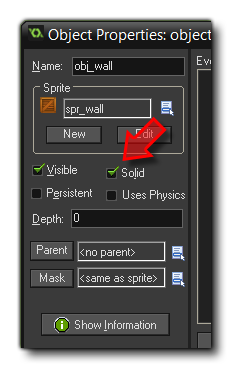 Object Properties: object
Name: obj_wall
Sprite
spr_wall
New Edit
Visible Solid
Persistent Uses Physics
Depth: 0
Parent <no parent>
Mask <same as sprite>
Show Information